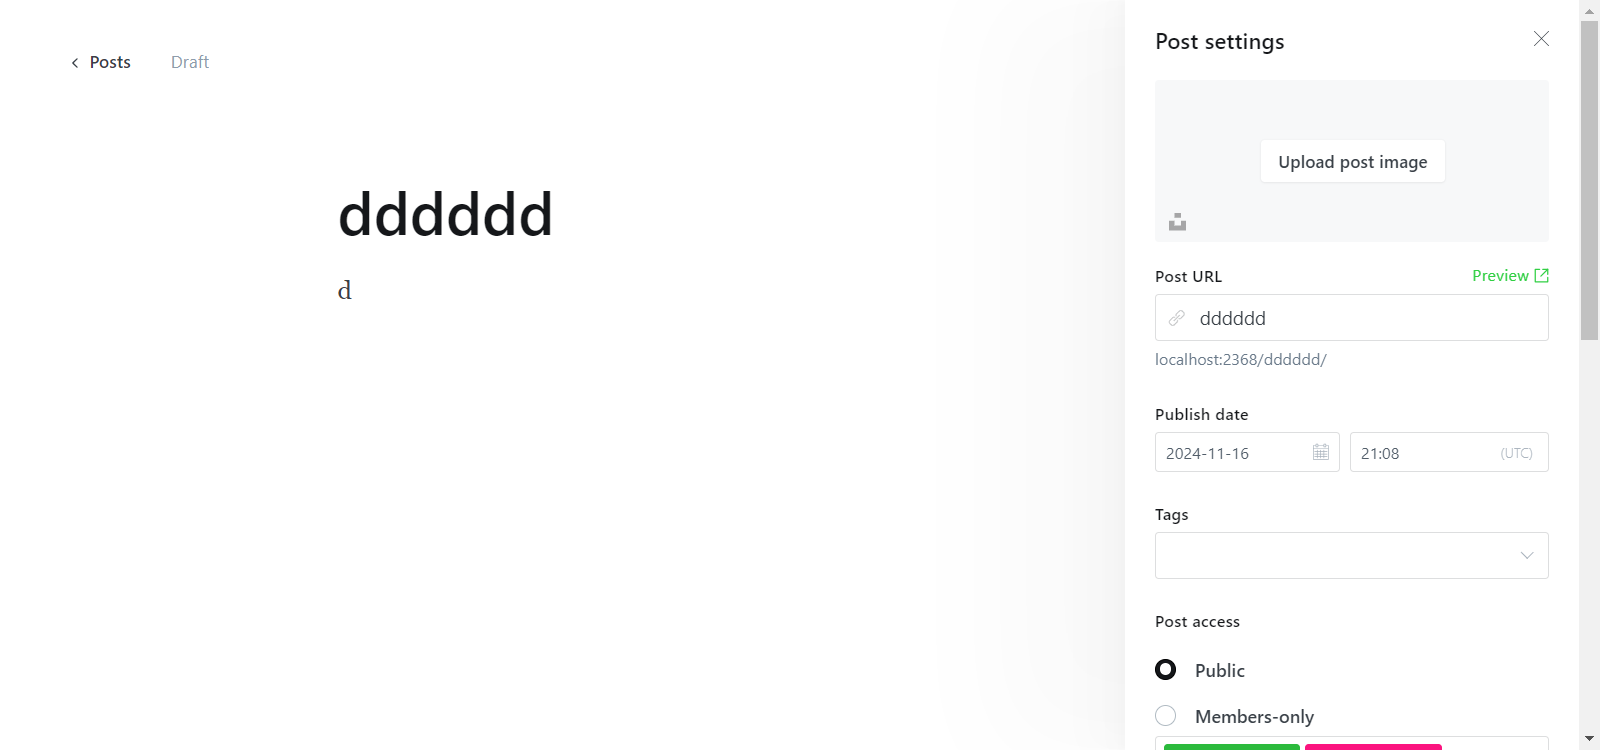 Posts Draft
dddddd
d
Post settings
Upload post image
Post URL Preview
dddddd
localhost:2368/dddddd/
Publish date
2024-11-16 21:08 (UTC)
Tags
Post access
Public
Members-only